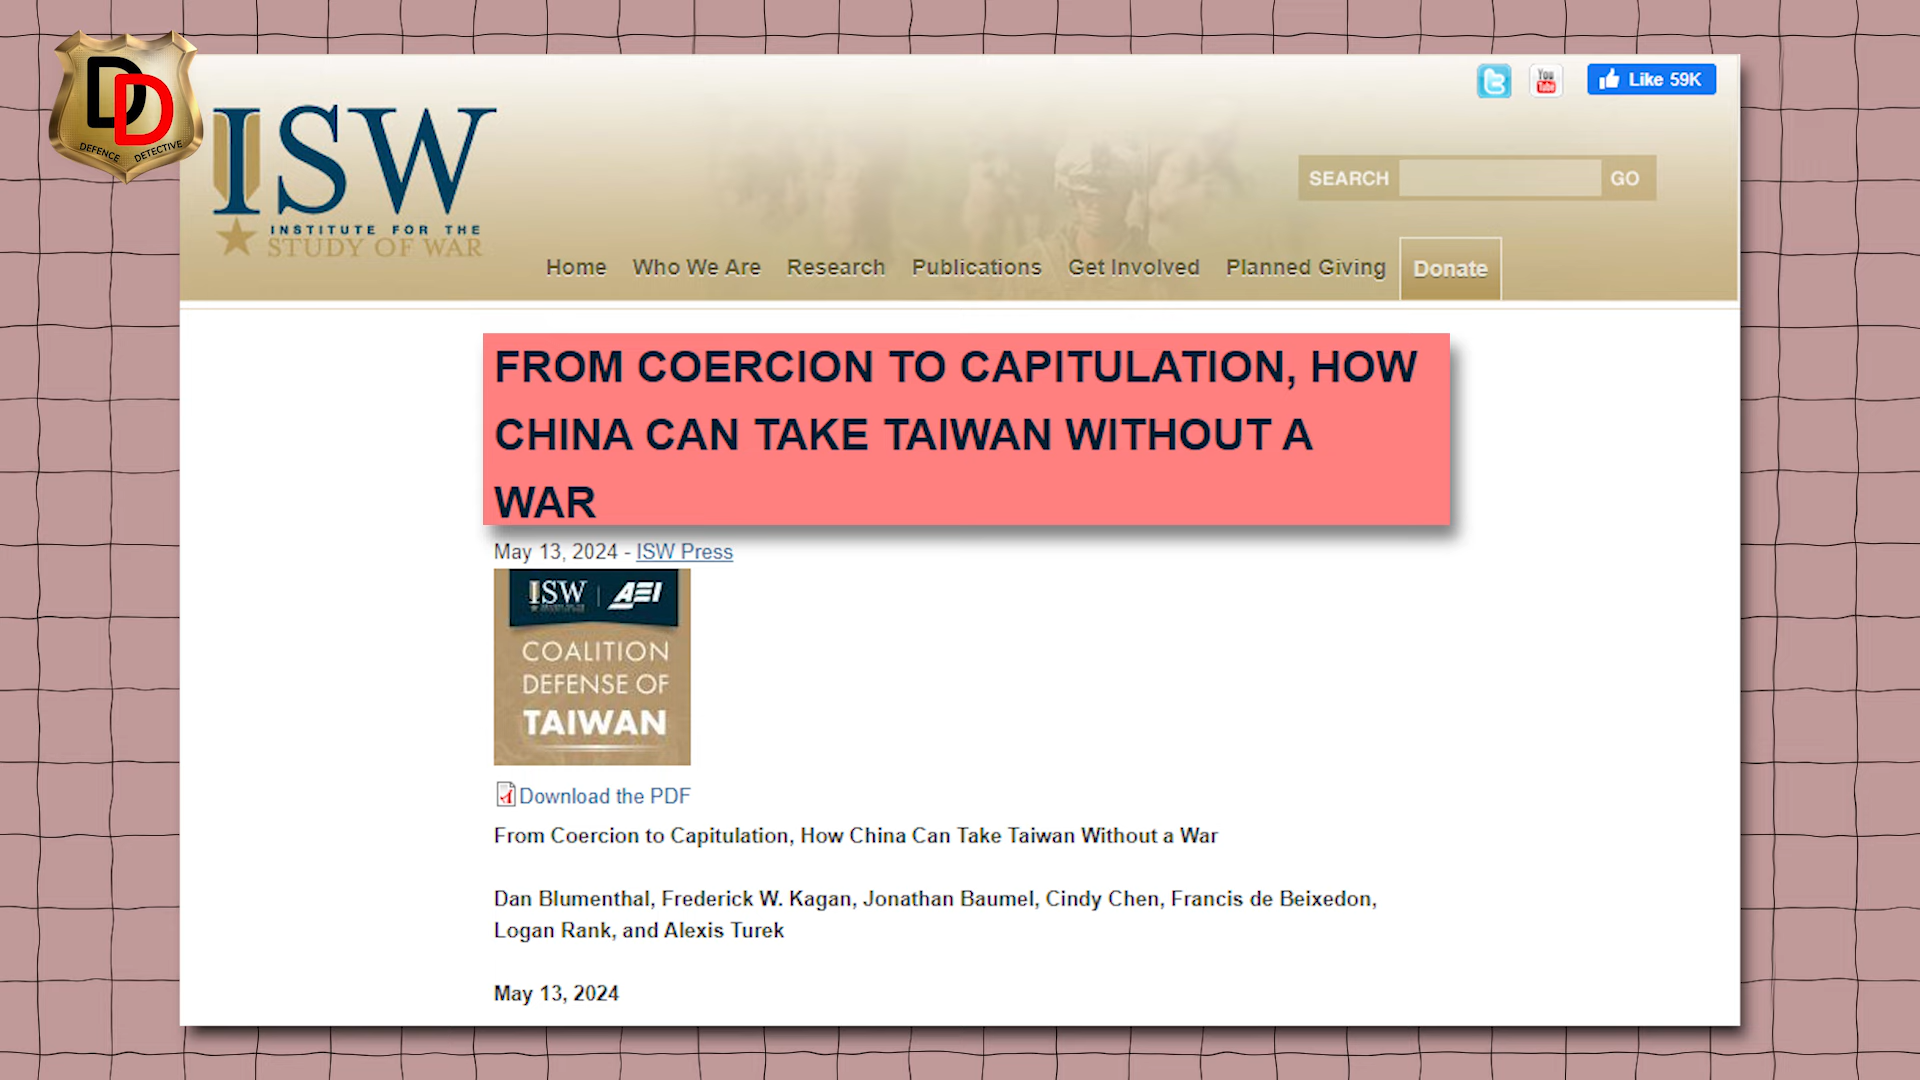 DD
DEFENCE DETECTIVE
ISW
INSTITUTE FOR THE
STUDY OF WAR
You
Tube
Like 59K
SEARCH
GO
Home
Who We Are
Research
Publications
Get Involved
Planned Giving
Donate
FROM COERCION TO CAPITULATION, HOW
CHINA CAN TAKE TAIWAN WITHOUT A
WAR
May 13, 2024 - ISW Press
ISW | AEI
COALITION
DEFENSE OF
TAIWAN
Download the PDF
From Coercion to Capitulation, How China Can Take Taiwan Without a War
Dan Blumenthal, Frederick W. Kagan, Jonathan Baumel, Cindy Chen, Francis de Beixedon,
Logan Rank, and Alexis Turek
May 13, 2024